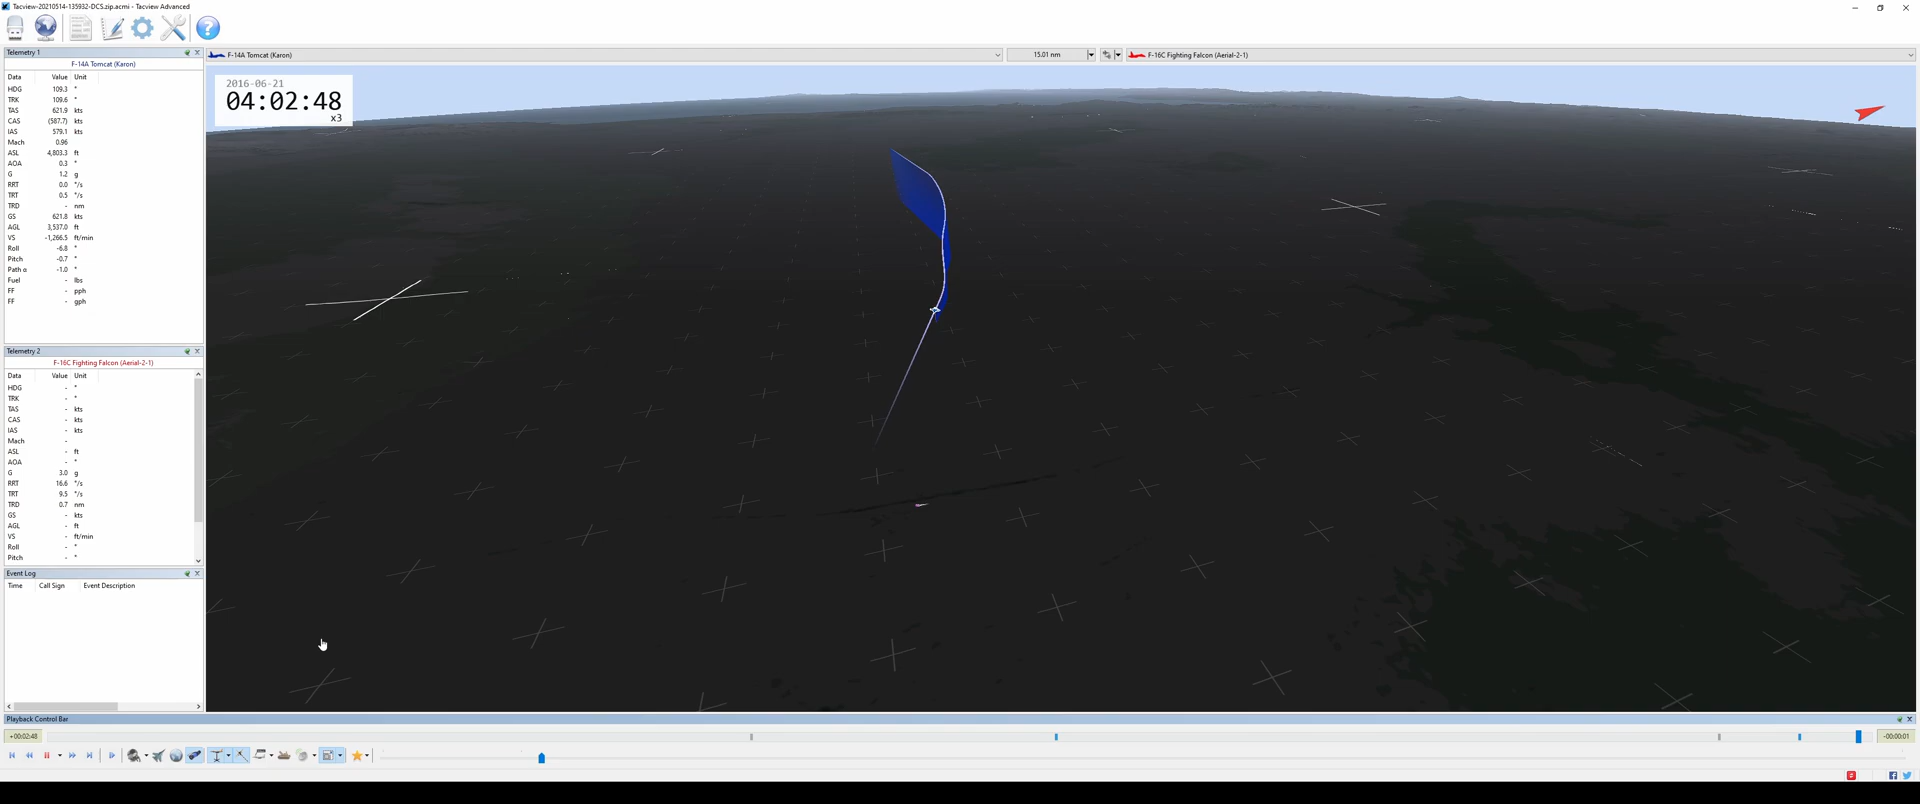 Tacview-20210514-135932-DCS.zip.acmi - Tacview Advanced
Telemetry 1
F-14A Tomcat (Karon)
Data Value Unit
HDG 109.3 °
TRK 109.6 °
TAS 621.9 kts
CAS (587.7) kts
IAS 579.1 kts
Mach 0.96
ASL 4,803.3 ft
AOA 0.3 °
G 1.2 g
RRT 0.0 °/s
TRT 0.5 °/s
TRD - nm
GS 621.8 kts
AGL 3,537.0 ft
VS -1,266.5 ft/min
Roll -6.8 °
Pitch -0.7 °
Path α -1.0 °
Fuel - lbs
FF - pph
FF - gph
Telemetry 2
F-16C Fighting Falcon (Aerial-2-1)
Data Value Unit
HDG - °
TRK - °
TAS - kts
CAS - kts
IAS - kts
Mach -
ASL - ft
AOA - °
G 3.0 g
RRT 16.6 °/s
TRT 9.5 °/s
TRD 0.7 nm
GS - kts
AGL - ft
VS - ft/min
Roll - °
Pitch - °
Event Log
Time Call Sign Event Description
F-14A Tomcat (Karon) 15.01 nm F-16C Fighting Falcon (Aerial-2-1)
2016-06-21
04:02:48
x3
Playback Control Bar
+00:02:48 -00:00:01